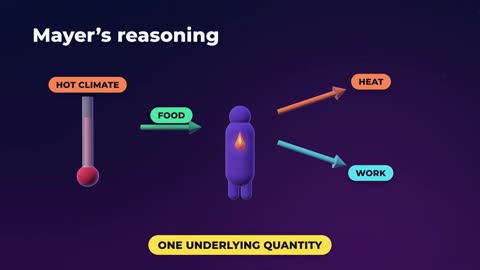 Mayer's reasoning
HOT CLIMATE
FOOD
HEAT
WORK
ONE UNDERLYING QUANTITY